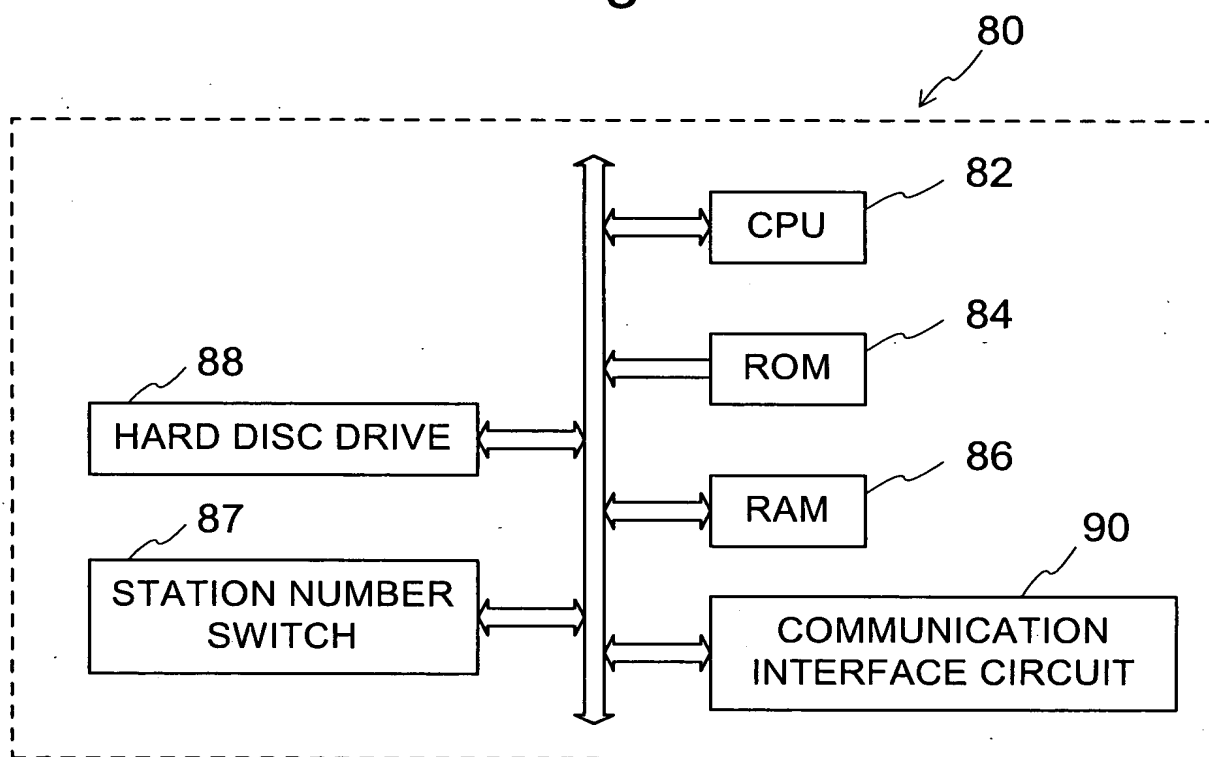 80
82
CPU
84
ROM
88
HARD DISC DRIVE
86
RAM
87
STATION NUMBER
SWITCH
90
COMMUNICATION
INTERFACE CIRCUIT